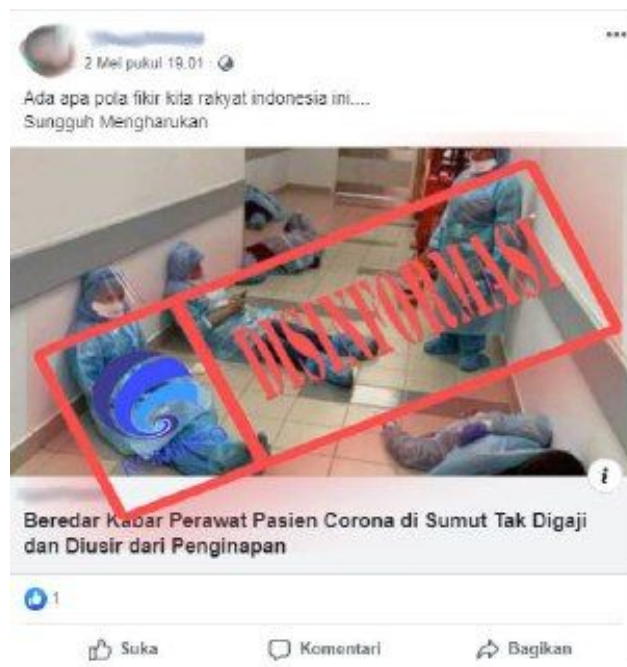 2 Mei pukul 19.01 ·
Ada apa pola fikir kita rakyat indonesia ini....
Sungguh Mengharukan
DISINFORMASI
Beredar Kabar Perawat Pasien Corona di Sumut Tak Digaji
dan Diusir dari Penginapan
1
Suka
Komentari
Bagikan